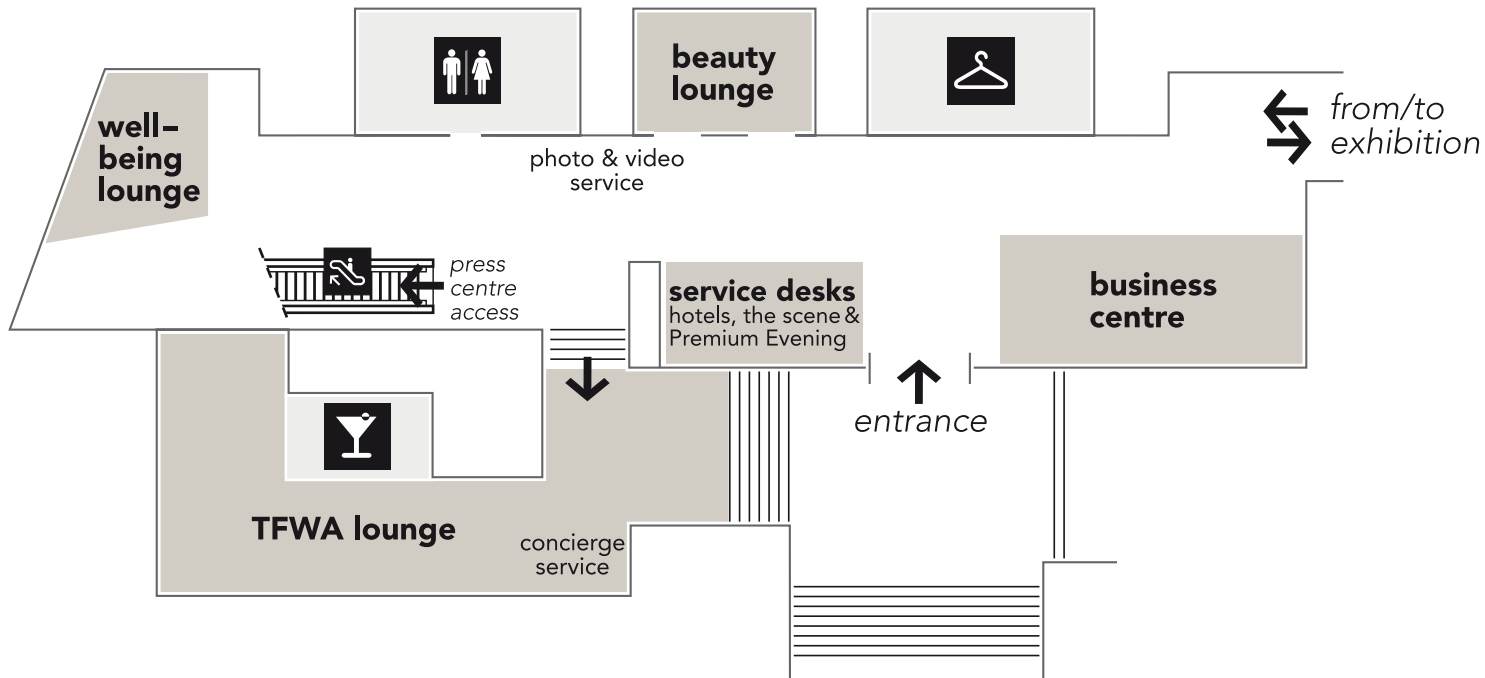 beauty
lounge
from/to
exhibition
well–
being
lounge
photo & video
service
press
centre
access
service desks
hotels, the scene &
Premium Evening
business
centre
entrance
TFWA lounge
concierge
service